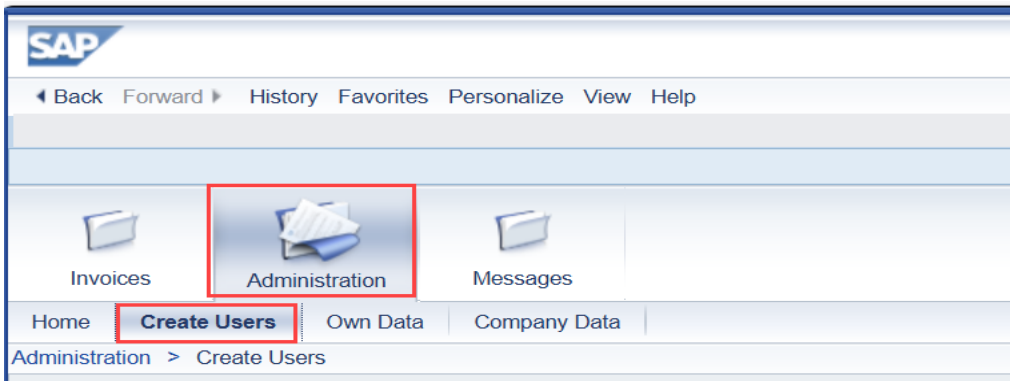 SAP
Back Forward History Favorites Personalize View Help
Invoices Administration Messages
Home Create Users Own Data Company Data
Administration > Create Users